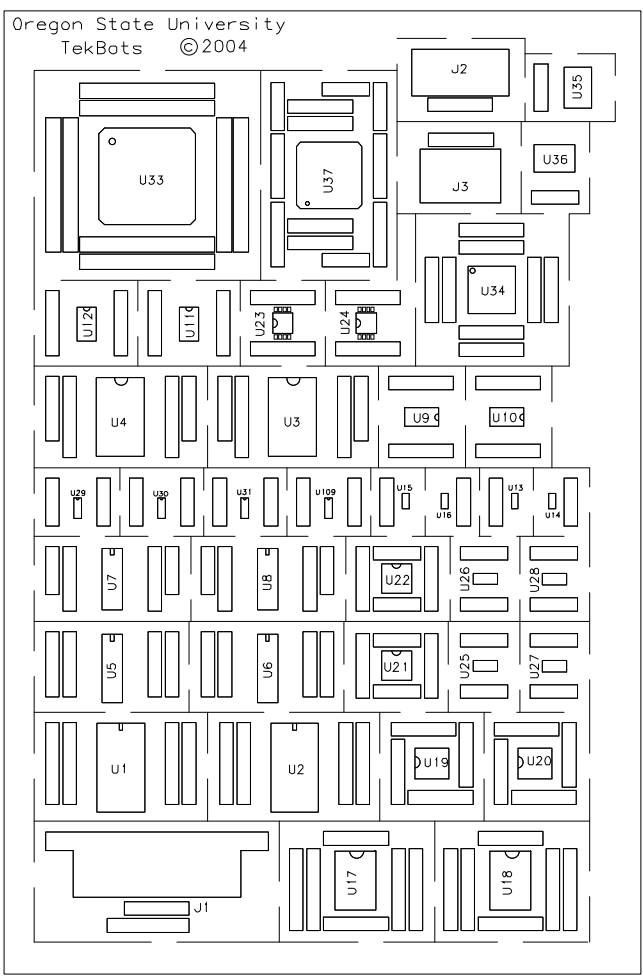 Oregon State University
TekBots ©2004
J2
U35
U33
U37
J3
U36
U34
U12
U11
U23
U24
U4
U3
U9
U10
U29
U30
U31
U109
U15
U16
U13
U14
U7
U8
U22
U26
U28
U5
U6
U21
U25
U27
U1
U2
U19
U20
J1
U17
U18